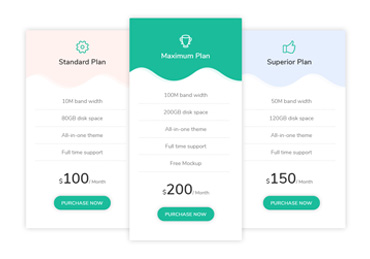 Standard Plan
10M band width
80GB disk space
All-in-one theme
Full time support
$100/ Month
PURCHASE NOW
Maximum Plan
100M band width
200GB disk space
All-in-one theme
Full time support
Free Mockup
$200/ Month
PURCHASE NOW
Superior Plan
50M band width
120GB disk space
All-in-one theme
Full time support
$150/ Month
PURCHASE NOW